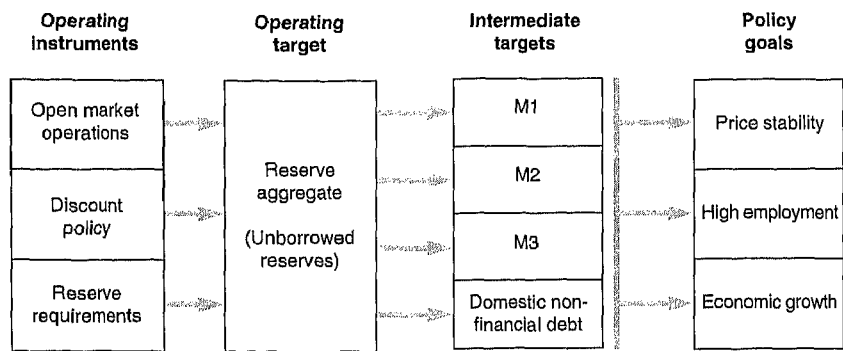 Operating
instruments
Operating
target
Intermediate
targets
Policy
goals
Open market
operations
Discount
policy
Reserve
requirements
Reserve
aggregate
(Unborrowed
reserves)
M1
M2
M3
Domestic non-
financial debt
Price stability
High employment
Economic growth